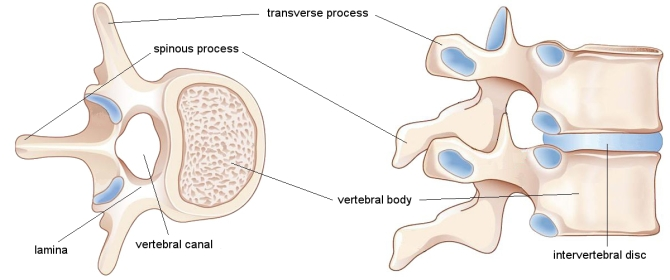 transverse process
spinous process
vertebral body
lamina
vertebral canal
intervertebral disc